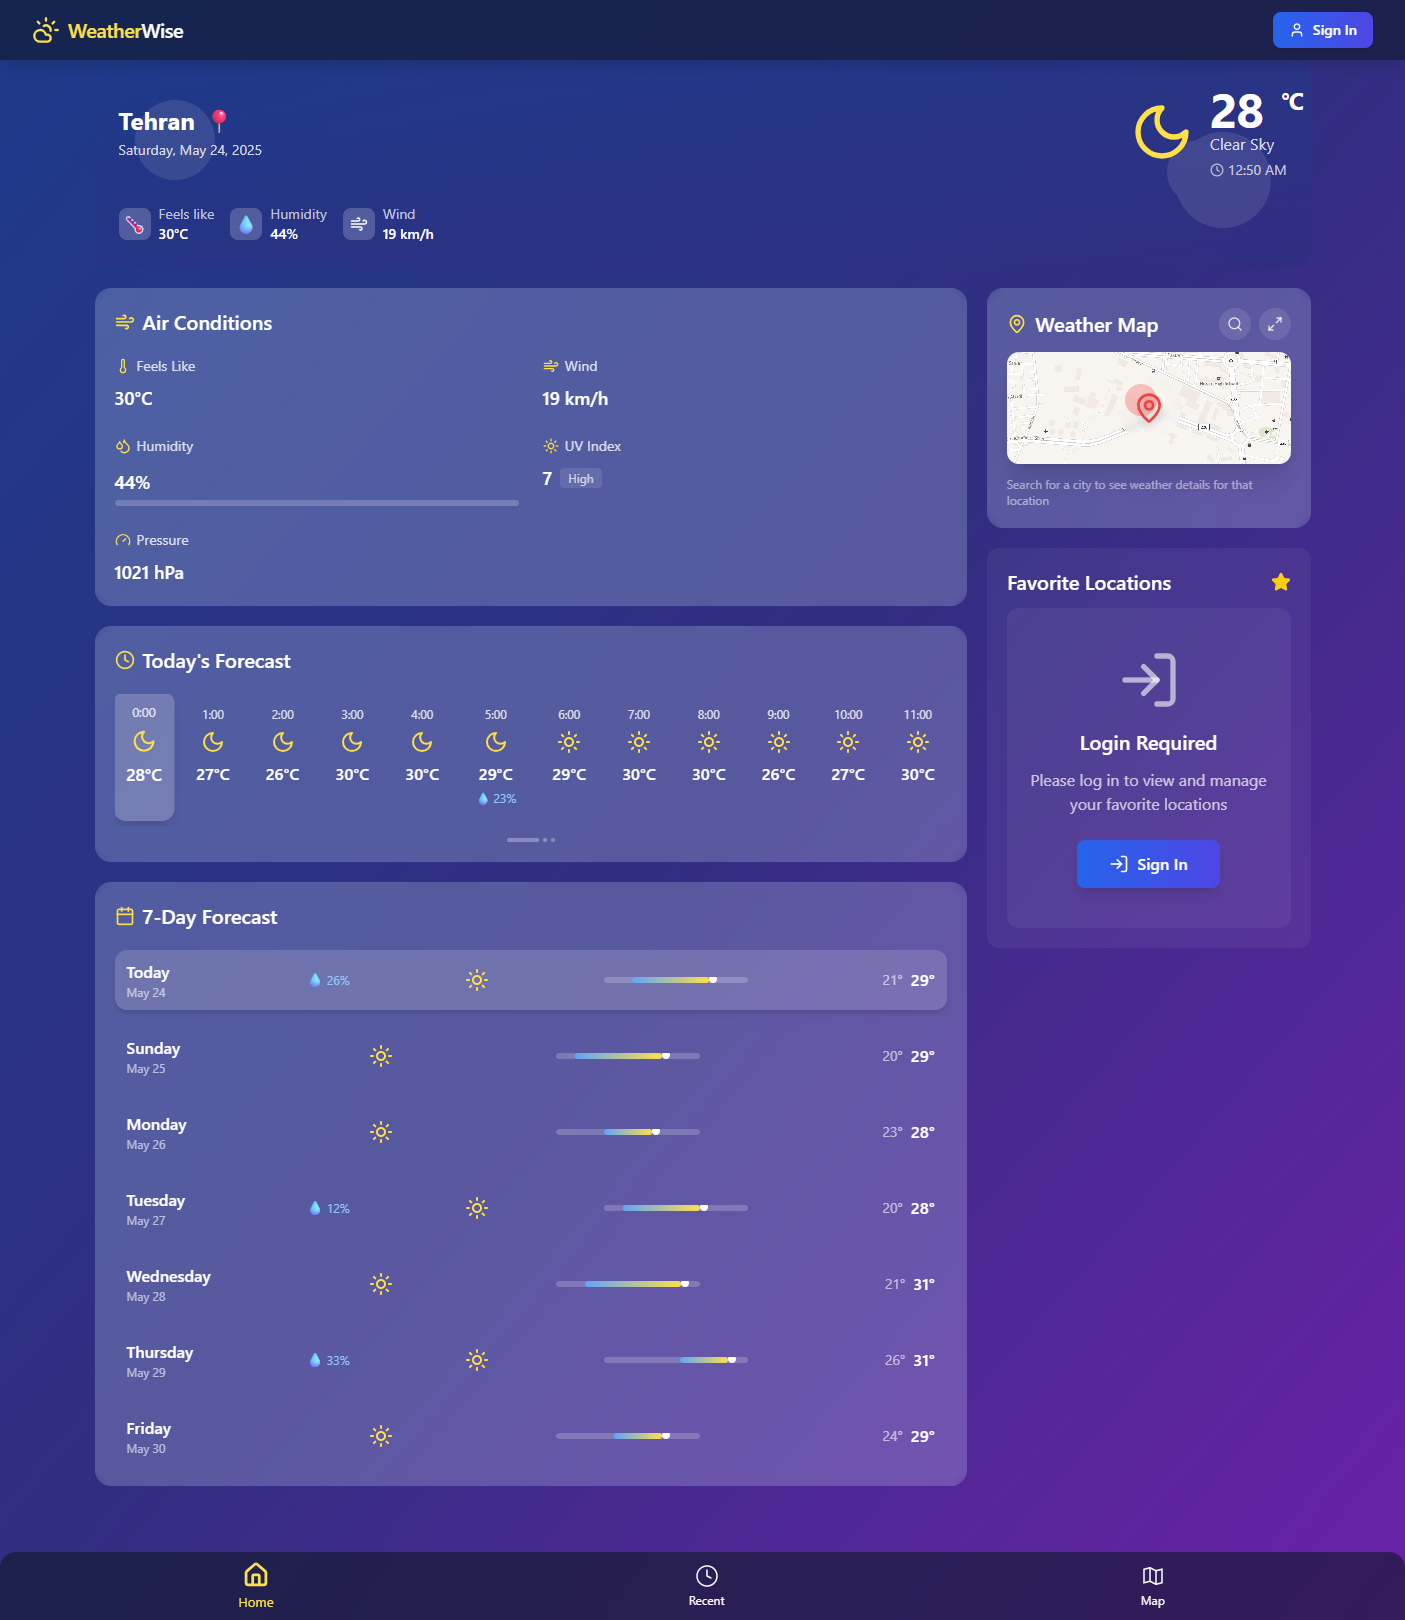 WeatherWise
Sign In
Tehran
Saturday, May 24, 2025
28 °C
Clear Sky
12:50 AM
Feels like
30°C
Humidity
44%
Wind
19 km/h
Air Conditions
Feels Like
30°C
Wind
19 km/h
Humidity
44%
UV Index
7 High
Pressure
1021 hPa
Weather Map
Search for a city to see weather details for that
location
Favorite Locations
Login Required
Please log in to view and manage
your favorite locations
Sign In
Today's Forecast
0:00 1:00 2:00 3:00 4:00 5:00 6:00 7:00 8:00 9:00 10:00 11:00
28°C 27°C 26°C 30°C 30°C 29°C 29°C 30°C 30°C 26°C 27°C 30°C
23%
7-Day Forecast
Today
May 24
26%
21° 29°
Sunday
May 25
20° 29°
Monday
May 26
23° 28°
Tuesday
May 27
12%
20° 28°
Wednesday
May 28
21° 31°
Thursday
May 29
33%
26° 31°
Friday
May 30
24° 29°
Home
Recent
Map